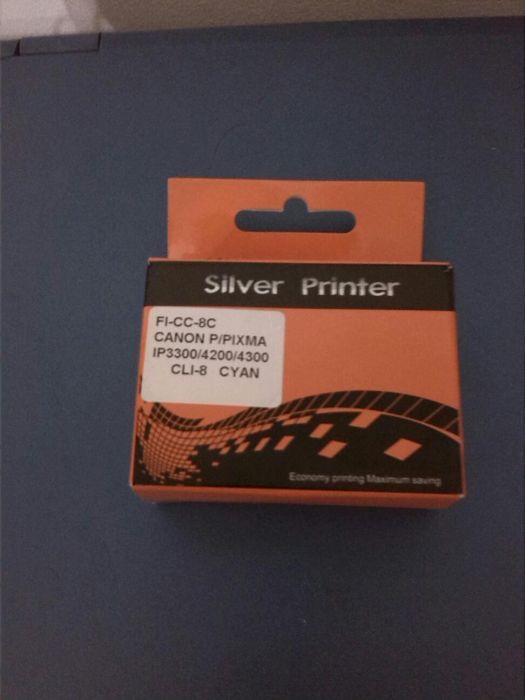 Silver Printer
FI-CC-8C
CANON P/PIXMA
IP3300/4200/4300
CLI-8 CYAN
Economy printing Maximum saving